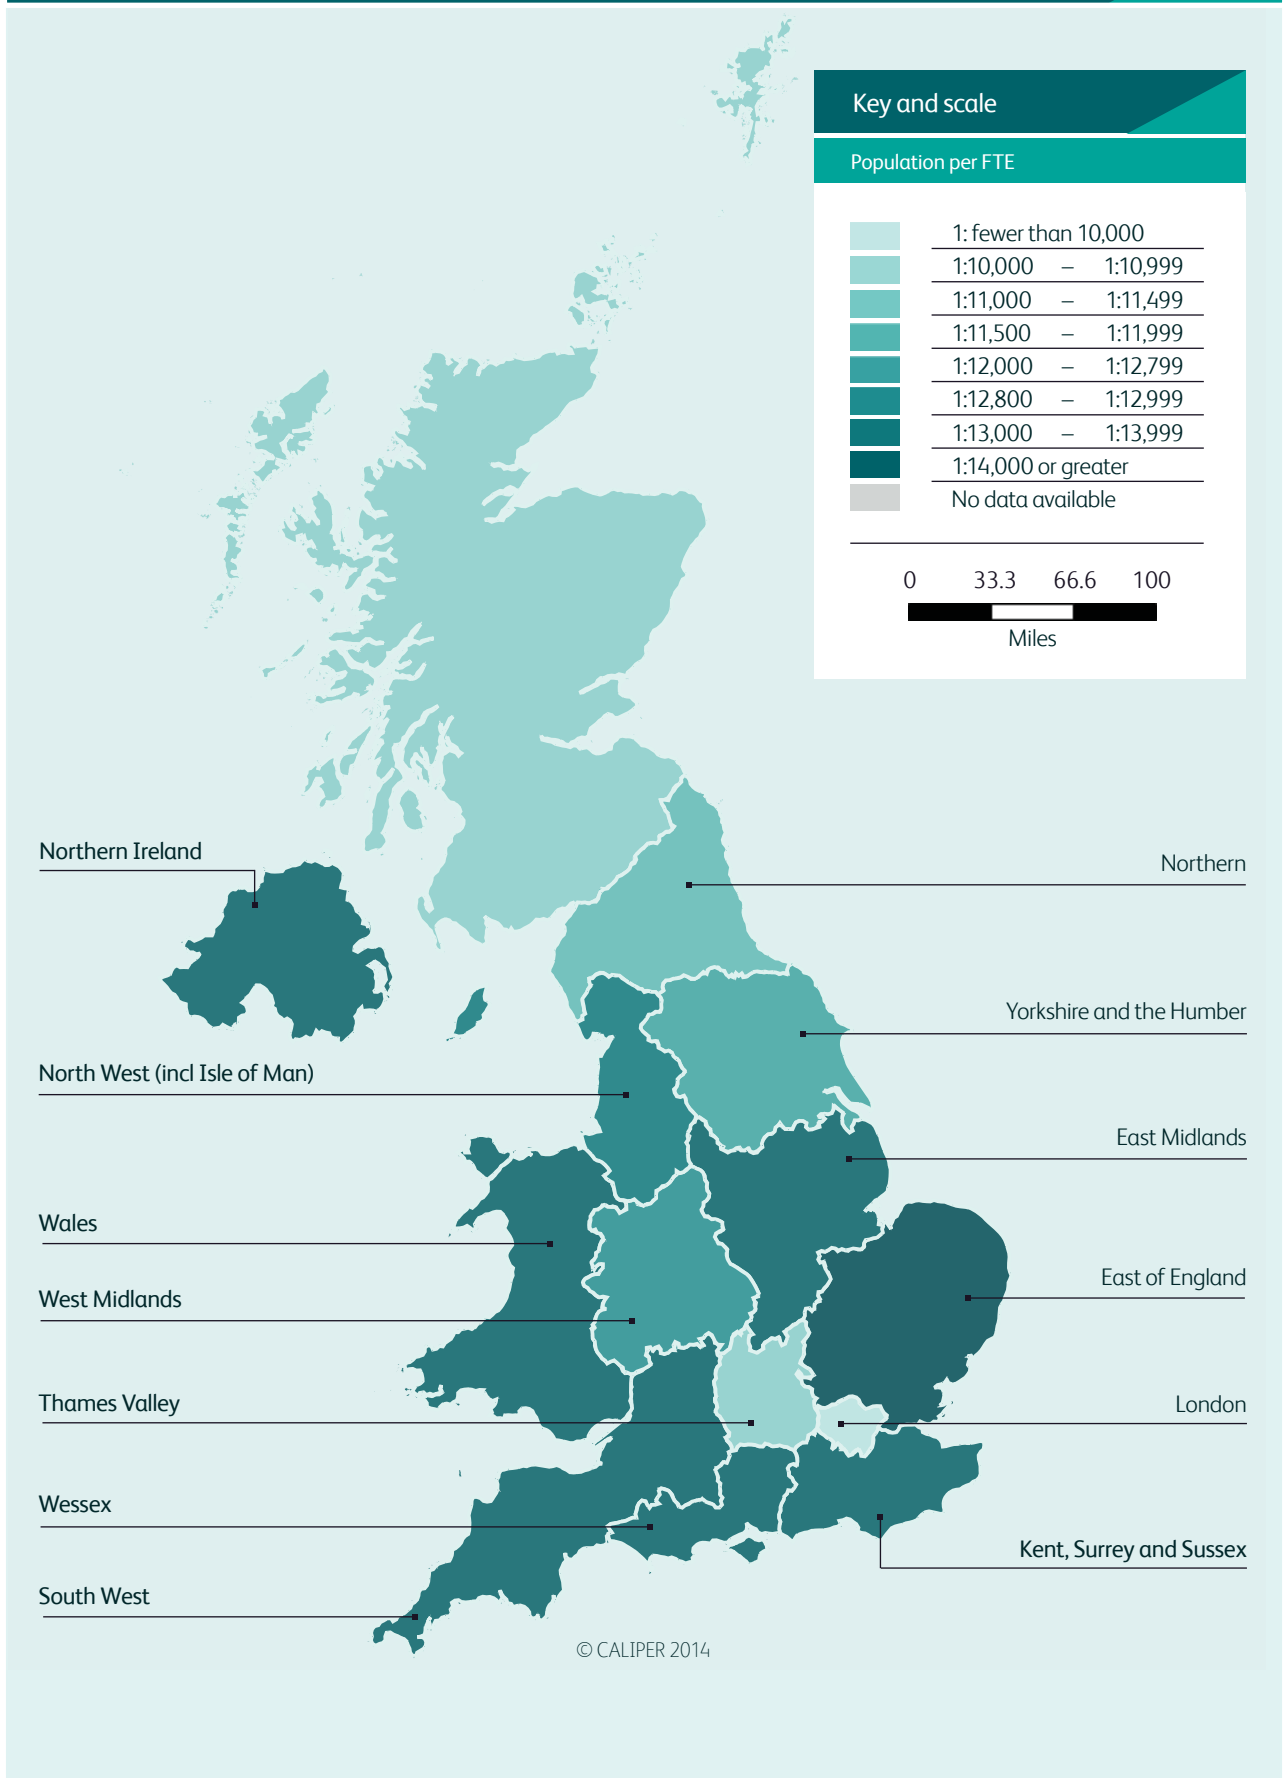 Key and scale
Population per FTE
1: fewer than 10,000
1:10,000 – 1:10,999
1:11,000 – 1:11,499
1:11,500 – 1:11,999
1:12,000 – 1:12,799
1:12,800 – 1:12,999
1:13,000 – 1:13,999
1:14,000 or greater
No data available
0 33.3 66.6 100
Miles
Northern Ireland
Northern
Yorkshire and the Humber
North West (incl Isle of Man)
East Midlands
Wales
East of England
West Midlands
Thames Valley
London
Wessex
Kent, Surrey and Sussex
South West
© CALIPER 2014